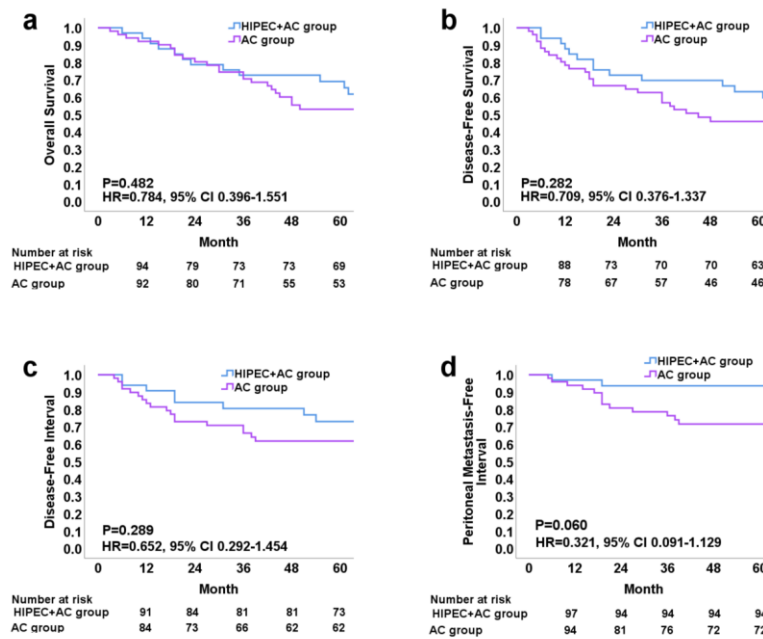 a
HIPEC+AC group
AC group
1.0
0.9
0.8
0.7
0.6
0.5
0.4
0.3
0.2
0.1
0.0
Overall Survival
P=0.482
HR=0.784, 95% CI 0.396-1.551
0 12 24 36 48 60
Month
Number at risk
HIPEC+AC group 94 79 73 73 69
AC group 92 80 71 55 53
b
HIPEC+AC group
AC group
1.0
0.9
0.8
0.7
0.6
0.5
0.4
0.3
0.2
0.1
0.0
Disease-Free Survival
P=0.282
HR=0.709, 95% CI 0.376-1.337
0 12 24 36 48 60
Month
Number at risk
HIPEC+AC group 88 73 70 70 63
AC group 78 67 57 46 46
c
HIPEC+AC group
AC group
1.0
0.9
0.8
0.7
0.6
0.5
0.4
0.3
0.2
0.1
0.0
Disease-Free Interval
P=0.289
HR=0.652, 95% CI 0.292-1.454
0 12 24 36 48 60
Month
Number at risk
HIPEC+AC group 91 84 81 81 73
AC group 84 73 66 62 62
d
HIPEC+AC group
AC group
1.0
0.9
0.8
0.7
0.6
0.5
0.4
0.3
0.2
0.1
0.0
Peritoneal Metastasis-Free
Interval
P=0.060
HR=0.321, 95% CI 0.091-1.129
0 12 24 36 48 60
Month
Number at risk
HIPEC+AC group 97 94 94 94 94
AC group 94 81 76 72 72